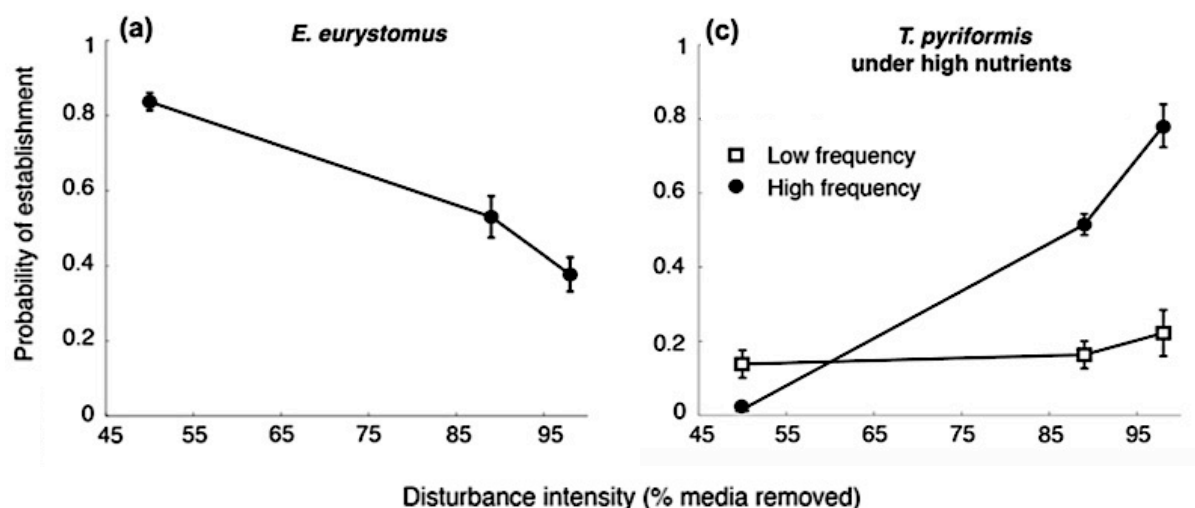 (a)
E. eurystomus
Probability of establishment
1
0.8
0.6
0.4
0.2
0
45 55 65 75 85 95
(c)
T. pyriformis
under high nutrients
1
0.8
0.6
0.4
0.2
0
Low frequency
High frequency
45 55 65 75 85 95
Disturbance intensity (% media removed)